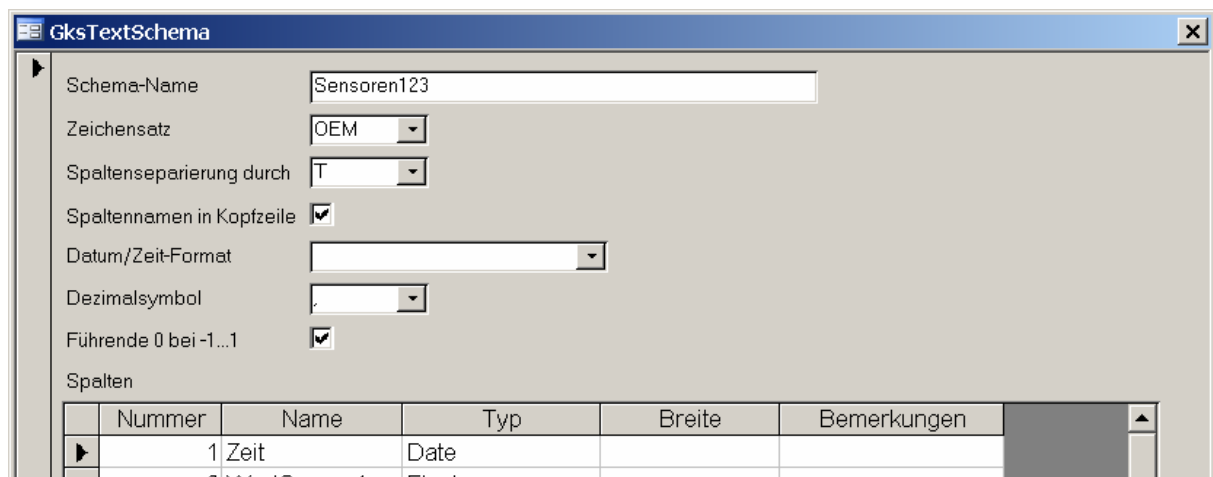 GksTextSchema
Schema-Name Sensoren123
Zeichensatz OEM
Spaltenseparierung durch T
Spaltennamen in Kopfzeile
Datum/Zeit-Format
Dezimalsymbol ,
Führende 0 bei -1...1
Spalten
Nummer Name Typ Breite Bemerkungen
1 Zeit Date